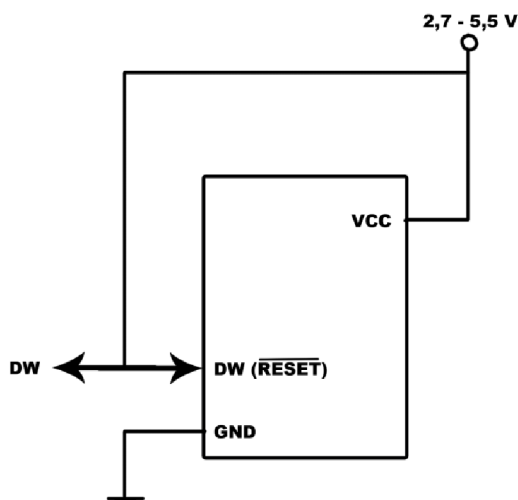 2,7 - 5,5 V
VCC
DW
DW (RESET)
GND